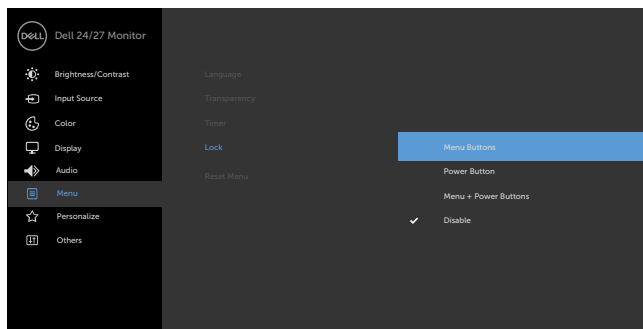 DELL Dell 24/27 Monitor
Brightness/Contrast
Input Source
Color
Display
Audio
Menu
Personalize
Others
Language
Transparency
Timer
Lock
Reset Menu
Menu Buttons
Power Button
Menu + Power Buttons
Disable